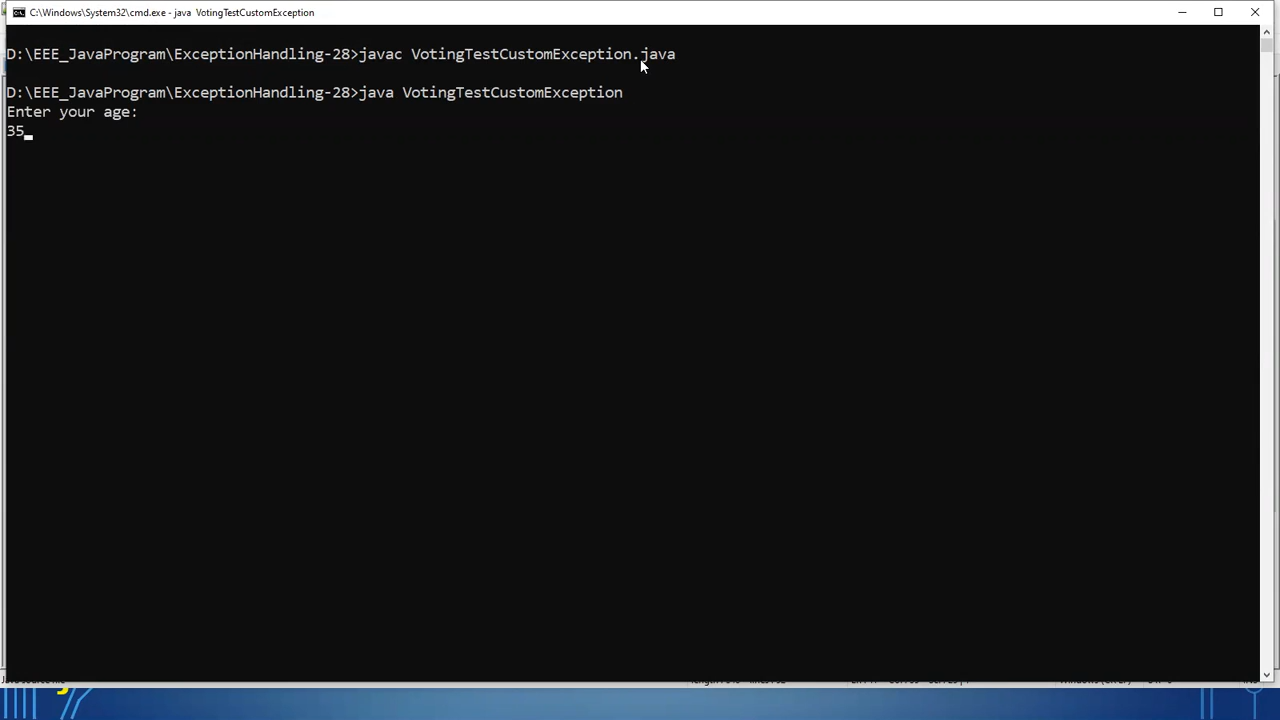 C:\Windows\System32\cmd.exe - java  VotingTestCustomException
D:\EEE_JavaProgram\ExceptionHandling-28>javac VotingTestCustomException.java
D:\EEE_JavaProgram\ExceptionHandling-28>java VotingTestCustomException
Enter your age:
35